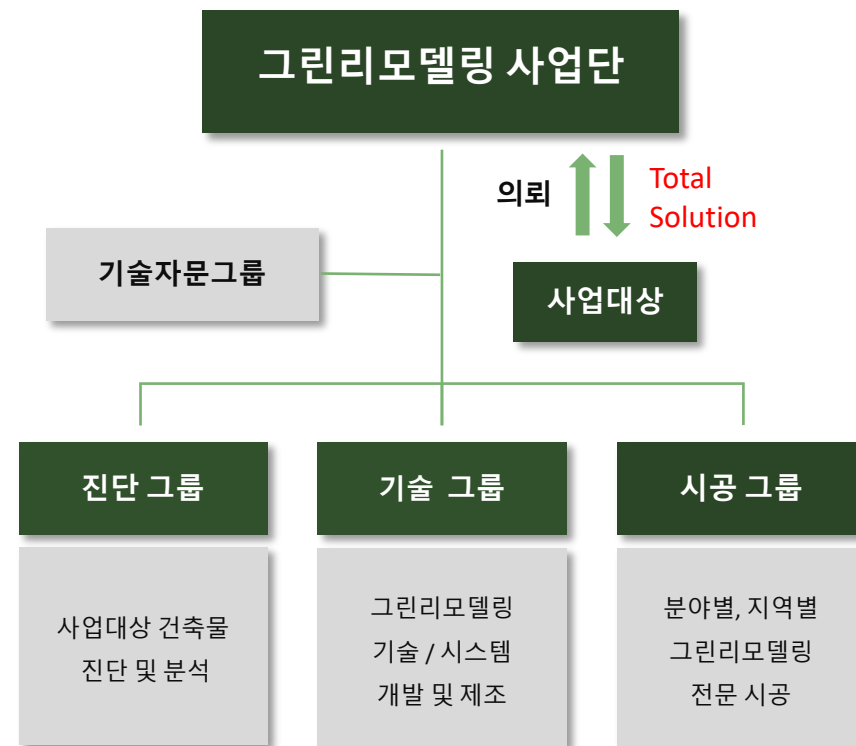 그린리모델링 사업단
의뢰
Total
Solution
기술자문그룹
사업대상
진단 그룹
기술 그룹
시공 그룹
사업대상 건축물
진단 및 분석
그린리모델링
기술 / 시스템
개발 및 제조
분야별, 지역별
그린리모델링
전문 시공